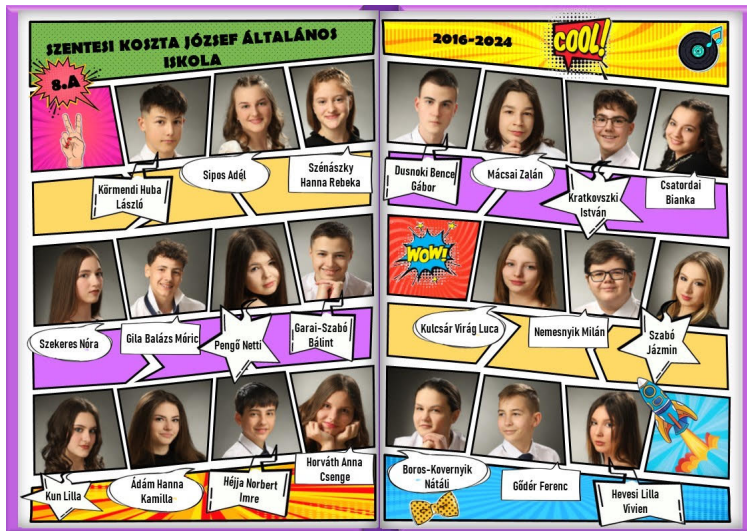 SZENTESI KOSZTA JÓZSEF ÁLTALÁNOS
ISKOLA
8.A
Körmendi Huba
László
Sipos Adél
Szénászky
Hanna Rebeka
Szekeres Nóra
Gila Balázs Móric
Pengő Netti
Garai-Szabó
Bálint
Kun Lilla
Ádám Hanna
Kamilla
Héjja Norbert
Imre
Horváth Anna
Csenge
2016-2024
COOL!
Dusnoki Bence
Gábor
Mácsai Zalán
Kratkovszki
István
Csatordai
Bianka
WOW!
Kulcsár Virág Luca
Nemesnyik Milán
Szabó
Jázmin
Boros-Kovernyik
Nátáli
Gődér Ferenc
Hevesi Lilla
Vivien